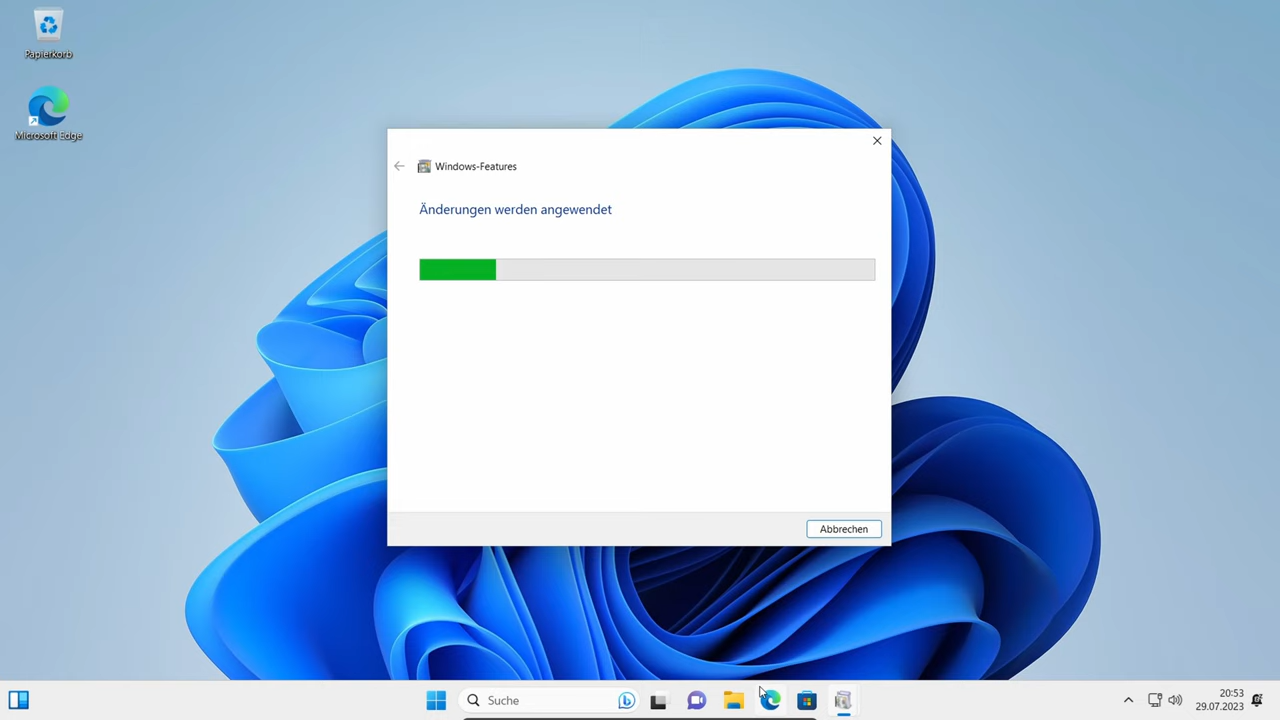 Papierkorb
Microsoft Edge
Windows-Features
Änderungen werden angewendet
Abbrechen
Suche
20:53
29.07.2023